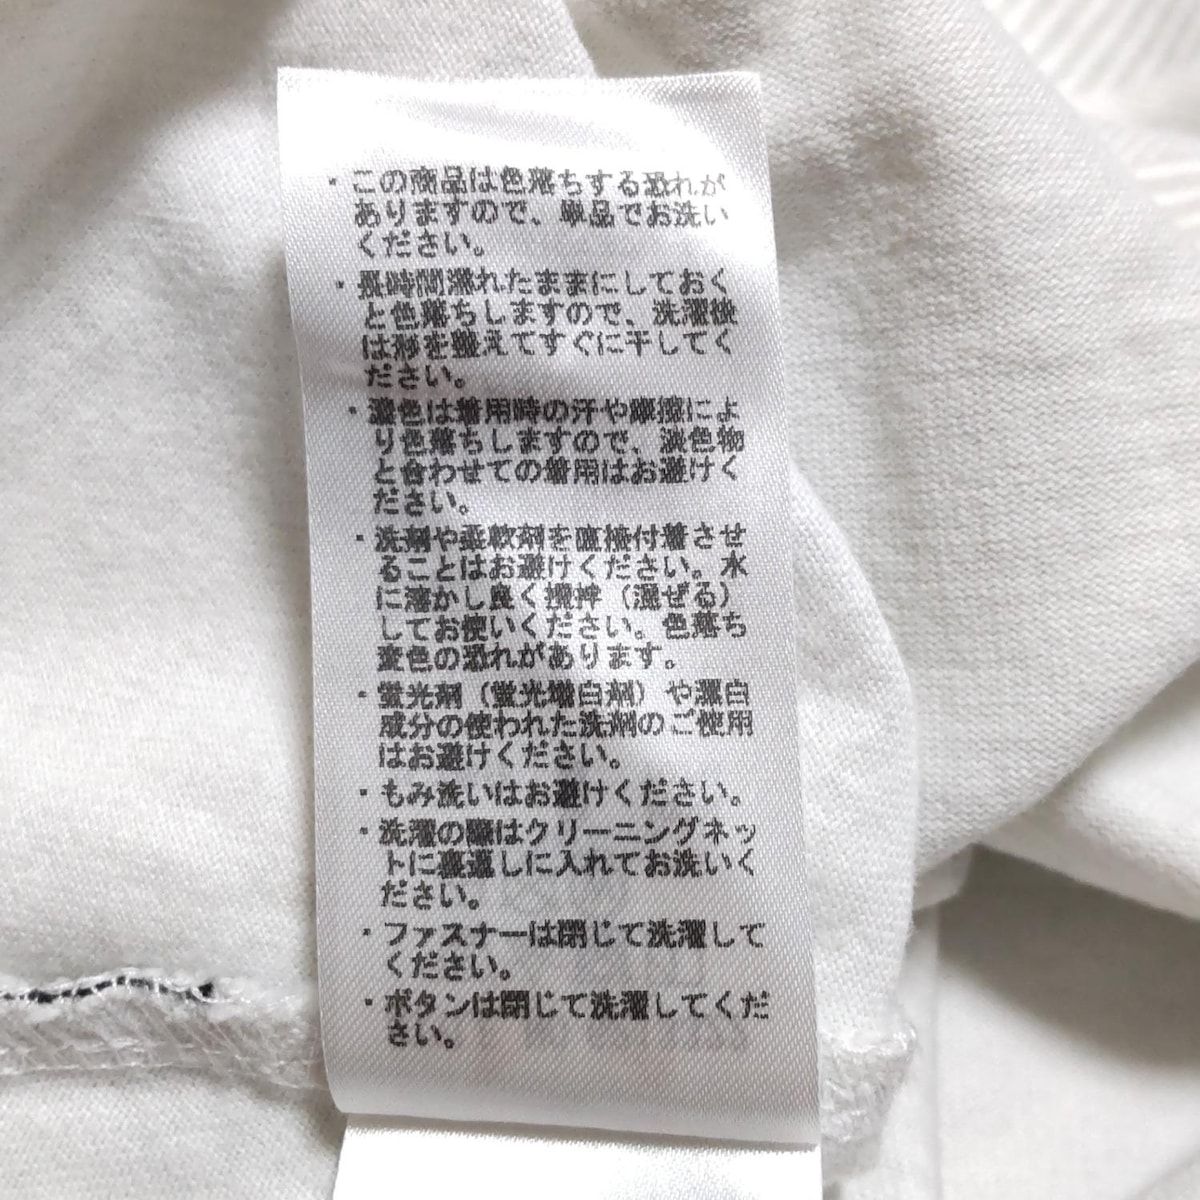 ・この商品は色落ちする恐れが
ありますので、単品でお洗い
ください。
・長時間濡れたままにしておく
と色落ちしますので、洗濯後
は形を整えてすぐに干してく
ださい。
・濃色は着用時の汗や摩擦によ
り色落ちしますので、淡色物
と合わせての着用はお避けく
ださい。
・洗剤や柔軟剤を直接付着させ
ることはお避けください。水
に溶かし良く撹拌（混ぜる）
してお使いください。色落ち
変色の恐れがあります。
・蛍光剤（蛍光増白剤）や漂白
成分の使われた洗剤のご使用
はお避けください。
・もみ洗いはお避けください。
・洗濯の際はクリーニングネッ
トに裏返しに入れてお洗いく
ださい。
・ファスナーは閉じて洗濯して
ください。
・ボタンは閉じて洗濯してくだ
さい。